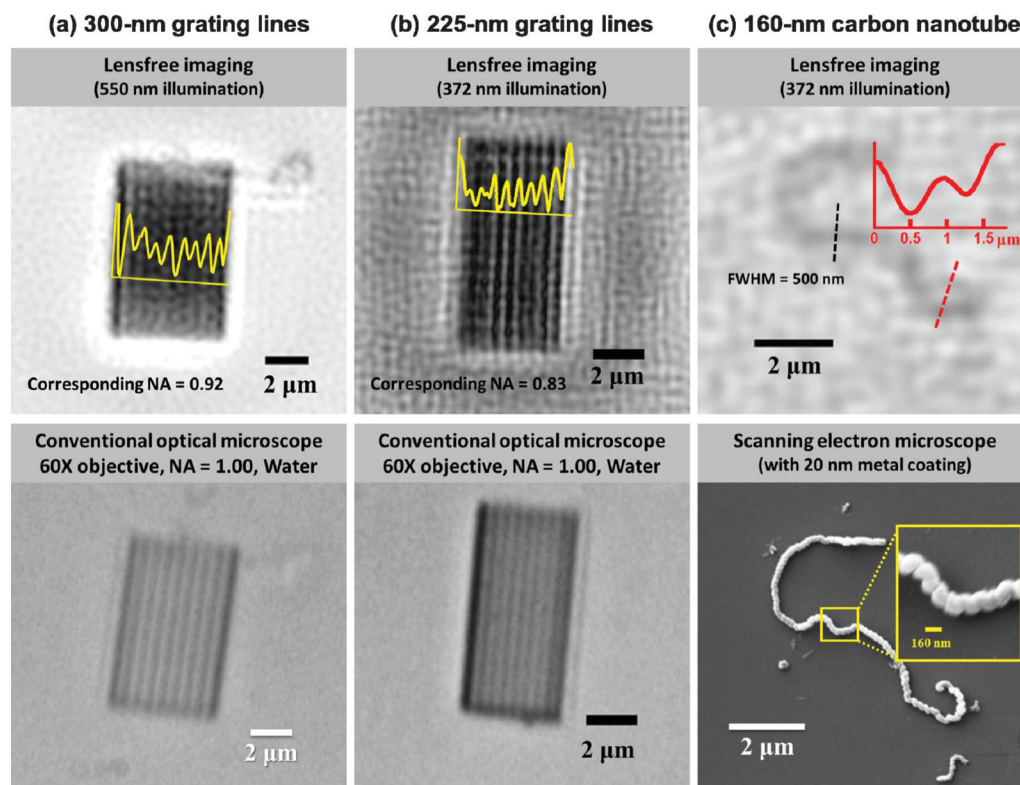 (a) 300-nm grating lines
(b) 225-nm grating lines
(c) 160-nm carbon nanotube
Lensfree imaging
(550 nm illumination)
Lensfree imaging
(372 nm illumination)
Lensfree imaging
(372 nm illumination)
2 μm
Corresponding NA = 0.92
2 μm
Corresponding NA = 0.83
0 0.5 1 1.5 μm
FWHM = 500 nm
2 μm
Conventional optical microscope
60X objective, NA = 1.00, Water
Conventional optical microscope
60X objective, NA = 1.00, Water
Scanning electron microscope
(with 20 nm metal coating)
2 μm
2 μm
160 nm
2 μm